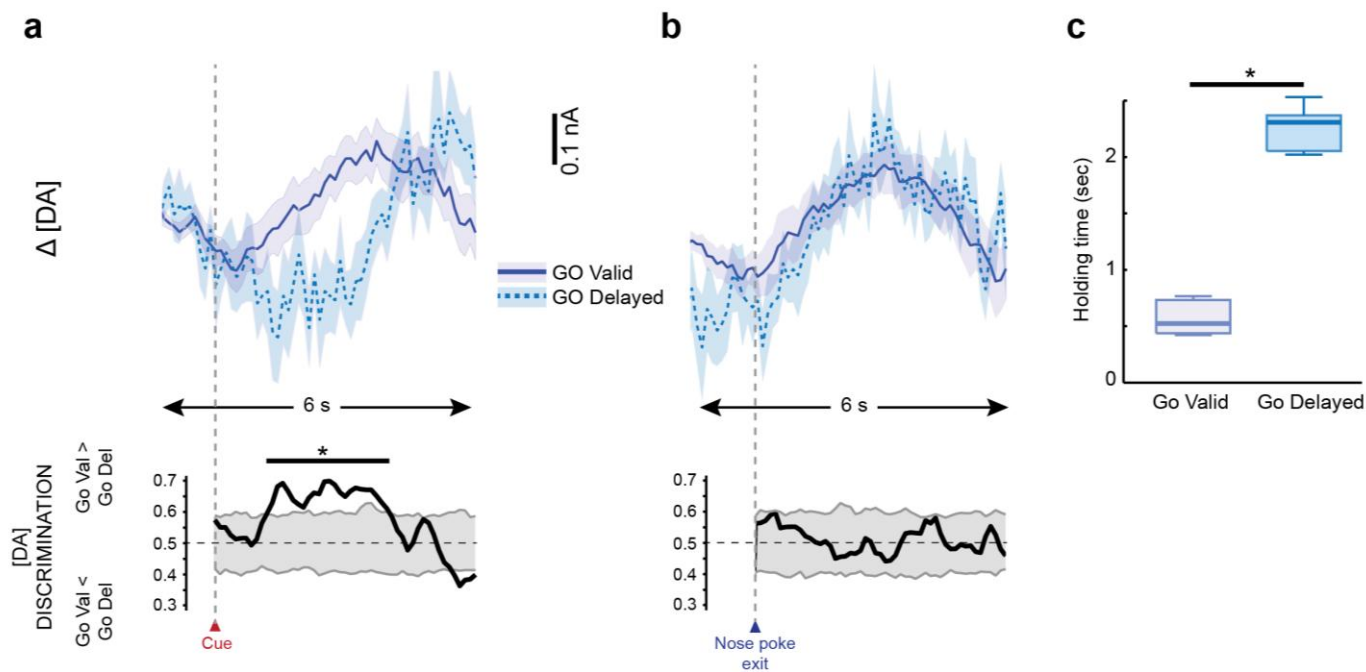 a
b
c
Δ [DA]
0.1 nA
GO Valid
GO Delayed
6 s
6 s
*
Holding time (sec)
2
1
0
Go Valid
Go Delayed
[DA]
DISCRIMINATION
Go Val >
Go Del
Go Val <
Go Del
*
0.7
0.6
0.5
0.4
0.3
Cue
0.7
0.6
0.5
0.4
0.3
Nose poke
exit